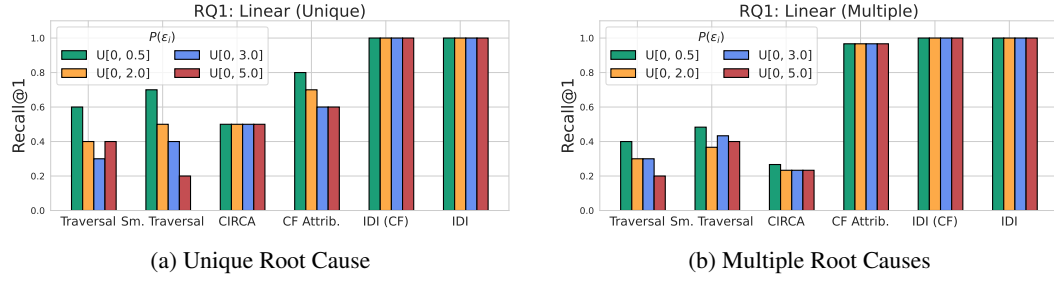 RQ1: Linear (Unique)
P(ϵᵢ)
U[0, 0.5] U[0, 3.0]
U[0, 2.0] U[0, 5.0]
Recall@1
1.0
0.8
0.6
0.4
0.2
0.0
Traversal Sm. Traversal CIRCA CF Attrib. IDI (CF) IDI
(a) Unique Root Cause
RQ1: Linear (Multiple)
P(ϵᵢ)
U[0, 0.5] U[0, 3.0]
U[0, 2.0] U[0, 5.0]
Recall@1
1.0
0.8
0.6
0.4
0.2
0.0
Traversal Sm. Traversal CIRCA CF Attrib. IDI (CF) IDI
(b) Multiple Root Causes